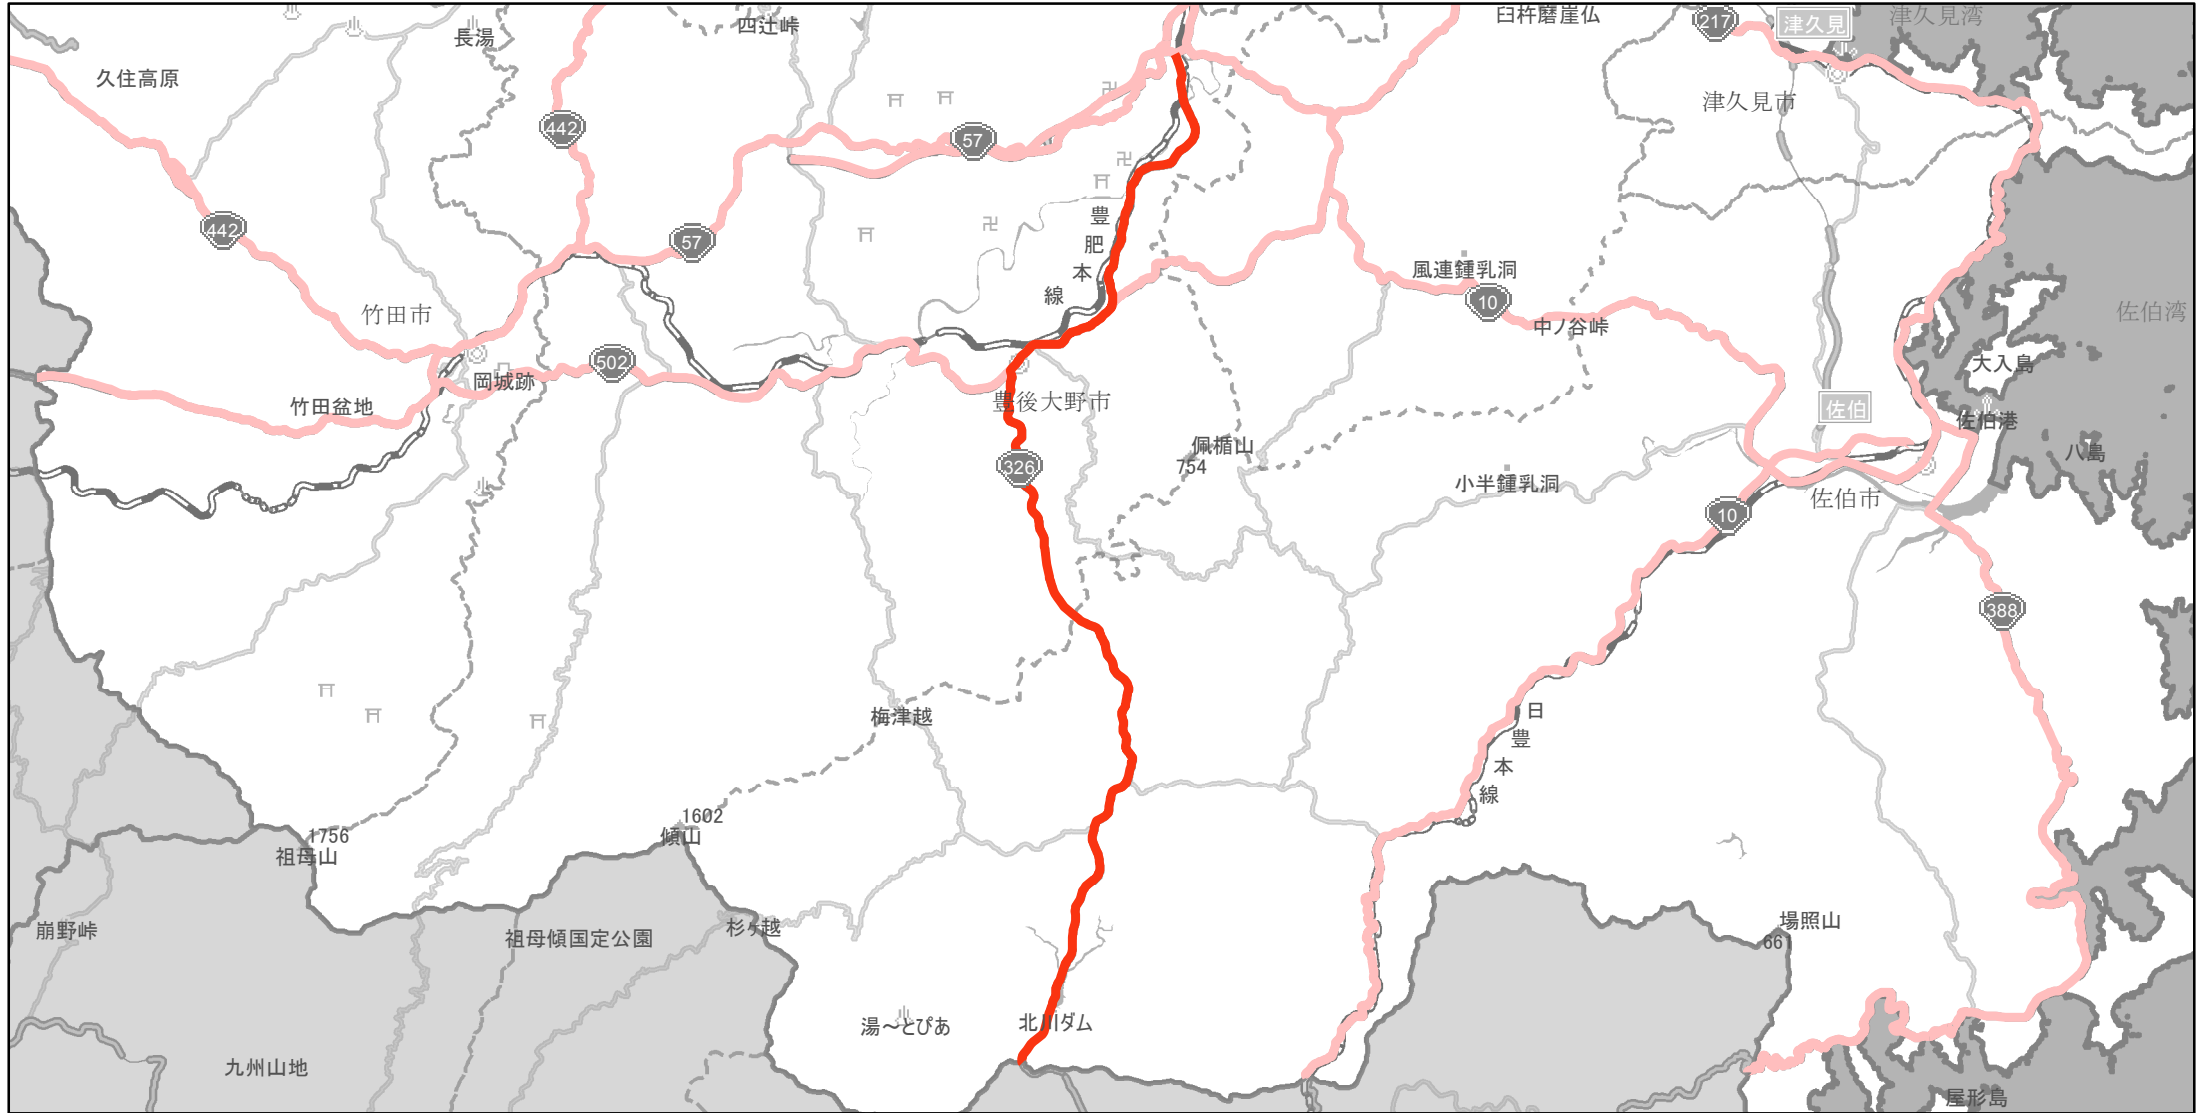 長湯
四辻峠
臼杵磨崖仏
217
津久見
津久見湾
久住高原
津久見市
442
57
442
57
豊肥本線
風連鍾乳洞
10
中ノ谷峠
佐伯湾
竹田市
502
岡城跡
竹田盆地
豊後大野市
大入島
佐伯
佐伯港
佩楯山
754
326
小半鍾乳洞
八島
佐伯市
10
388
梅津越
日豊本線
1602
傾山
1756
祖母山
崩野峠
祖母傾国定公園
杉ヶ越
場照山
661
湯～とぴあ
北川ダム
九州山地
屋形島